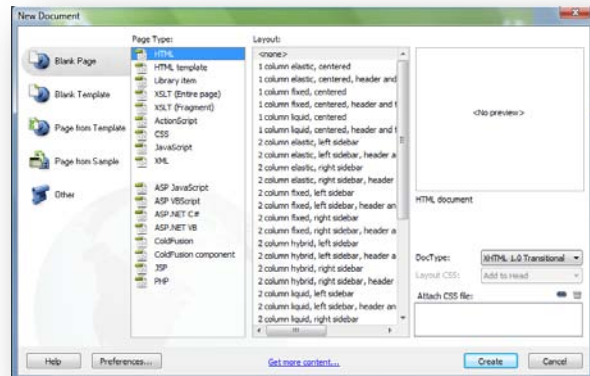 New Document
Blank Page
Blank Template
Page from Template
Page from Sample
Other
Page Type:
HTML
HTML template
Library item
XSLT (Entire page)
XSLT (Fragment)
ActionScript
CSS
JavaScript
XML
ASP JavaScript
ASP VBScript
ASP.NET C#
ASP.NET VB
ColdFusion
ColdFusion component
JSP
PHP
Layout:
<none>
1 column elastic, centered
1 column elastic, centered, header and
1 column fixed, centered
1 column fixed, centered, header and f
1 column liquid, centered
1 column liquid, centered, header and f
2 column elastic, left sidebar
2 column elastic, left sidebar, header a
2 column elastic, right sidebar
2 column elastic, right sidebar, header
2 column fixed, left sidebar
2 column fixed, left sidebar, header an
2 column fixed, right sidebar
2 column fixed, right sidebar, header a
2 column hybrid, left sidebar
2 column hybrid, left sidebar, header a
2 column hybrid, right sidebar
2 column hybrid, right sidebar, header
2 column liquid, left sidebar
2 column liquid, left sidebar, header an
2 column liquid, right sidebar
<No preview>
HTML document
DocType: XHTML 1.0 Transitional
Layout CSS: Add to Head
Attach CSS file:
Help
Preferences...
Get more content...
Create
Cancel